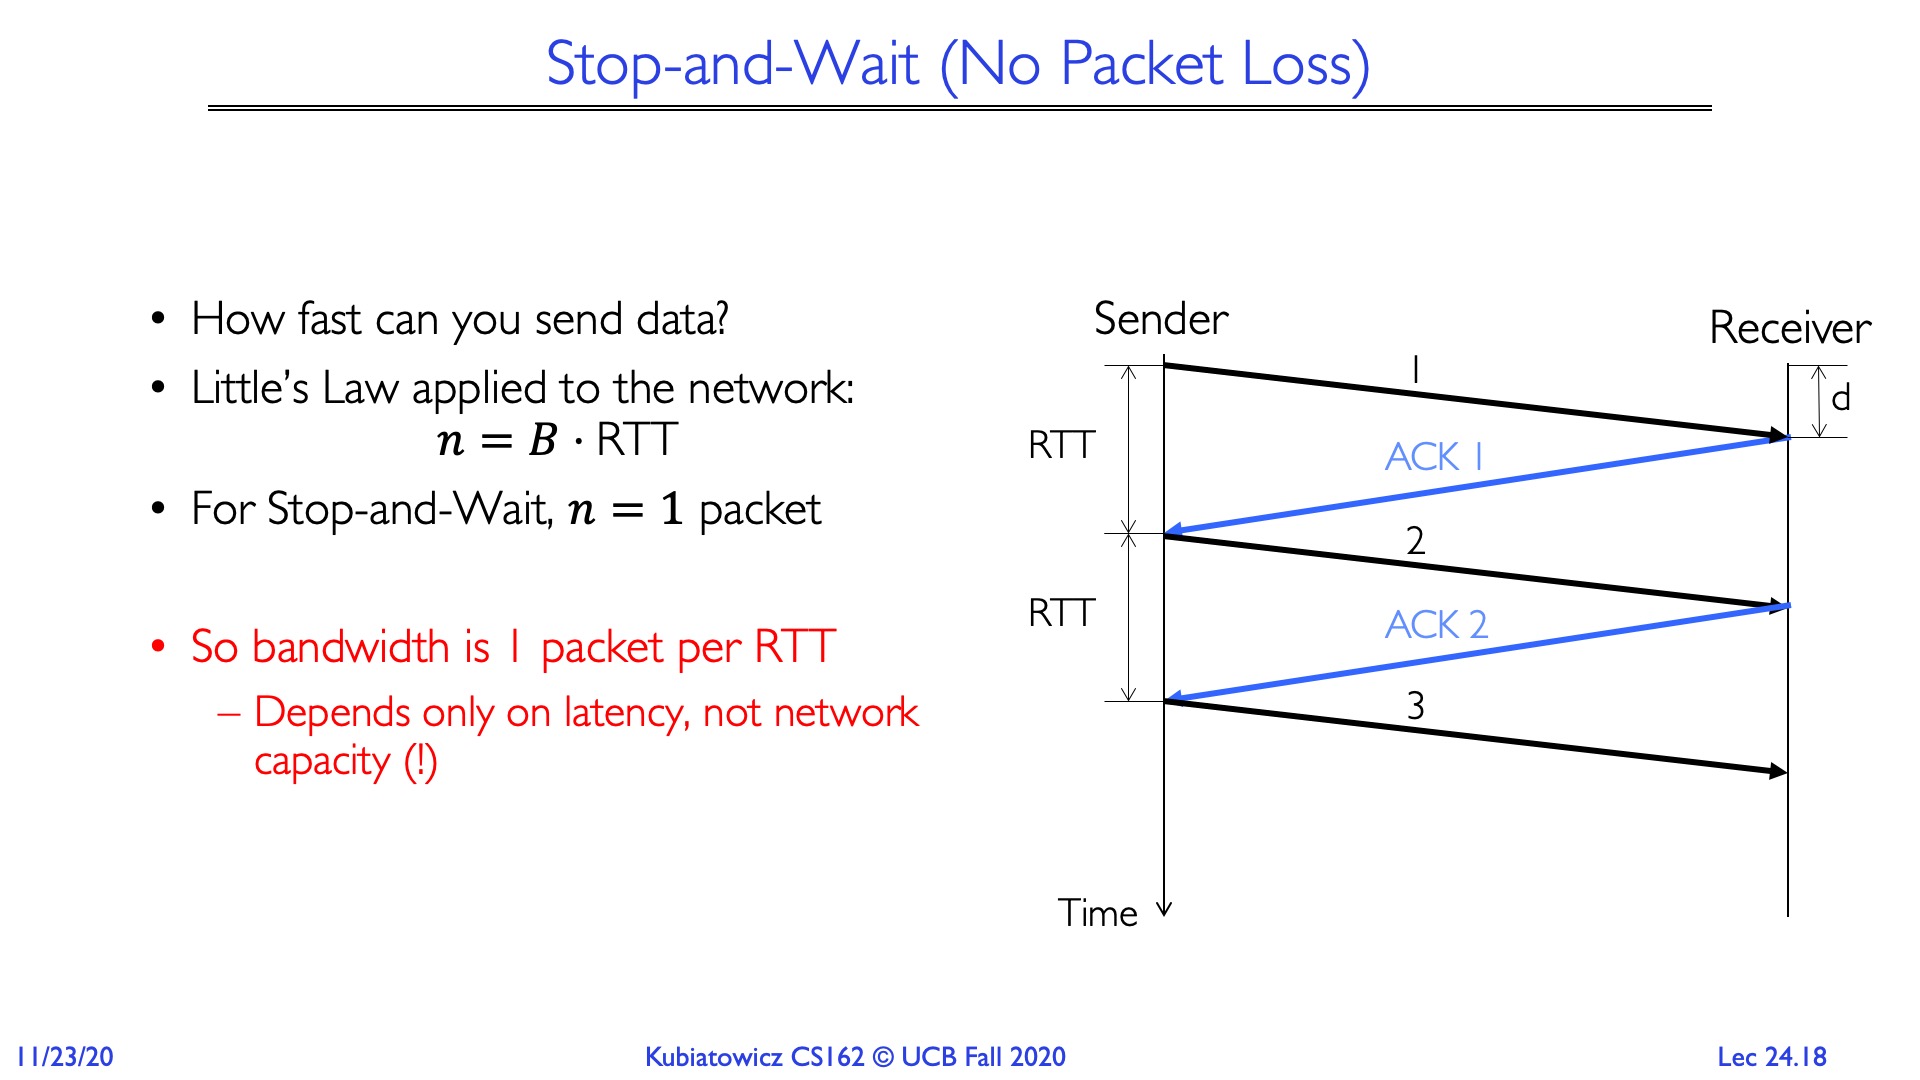 Stop-and-Wait (No Packet Loss)
• How fast can you send data?
• Little's Law applied to the network:
n = B · RTT
• For Stop-and-Wait, n = 1 packet
• So bandwidth is 1 packet per RTT
– Depends only on latency, not network
capacity (!)
Sender
Receiver
1
d
RTT
ACK 1
2
RTT
ACK 2
3
Time
11/23/20
Kubiatowicz CS162 © UCB Fall 2020
Lec 24.18